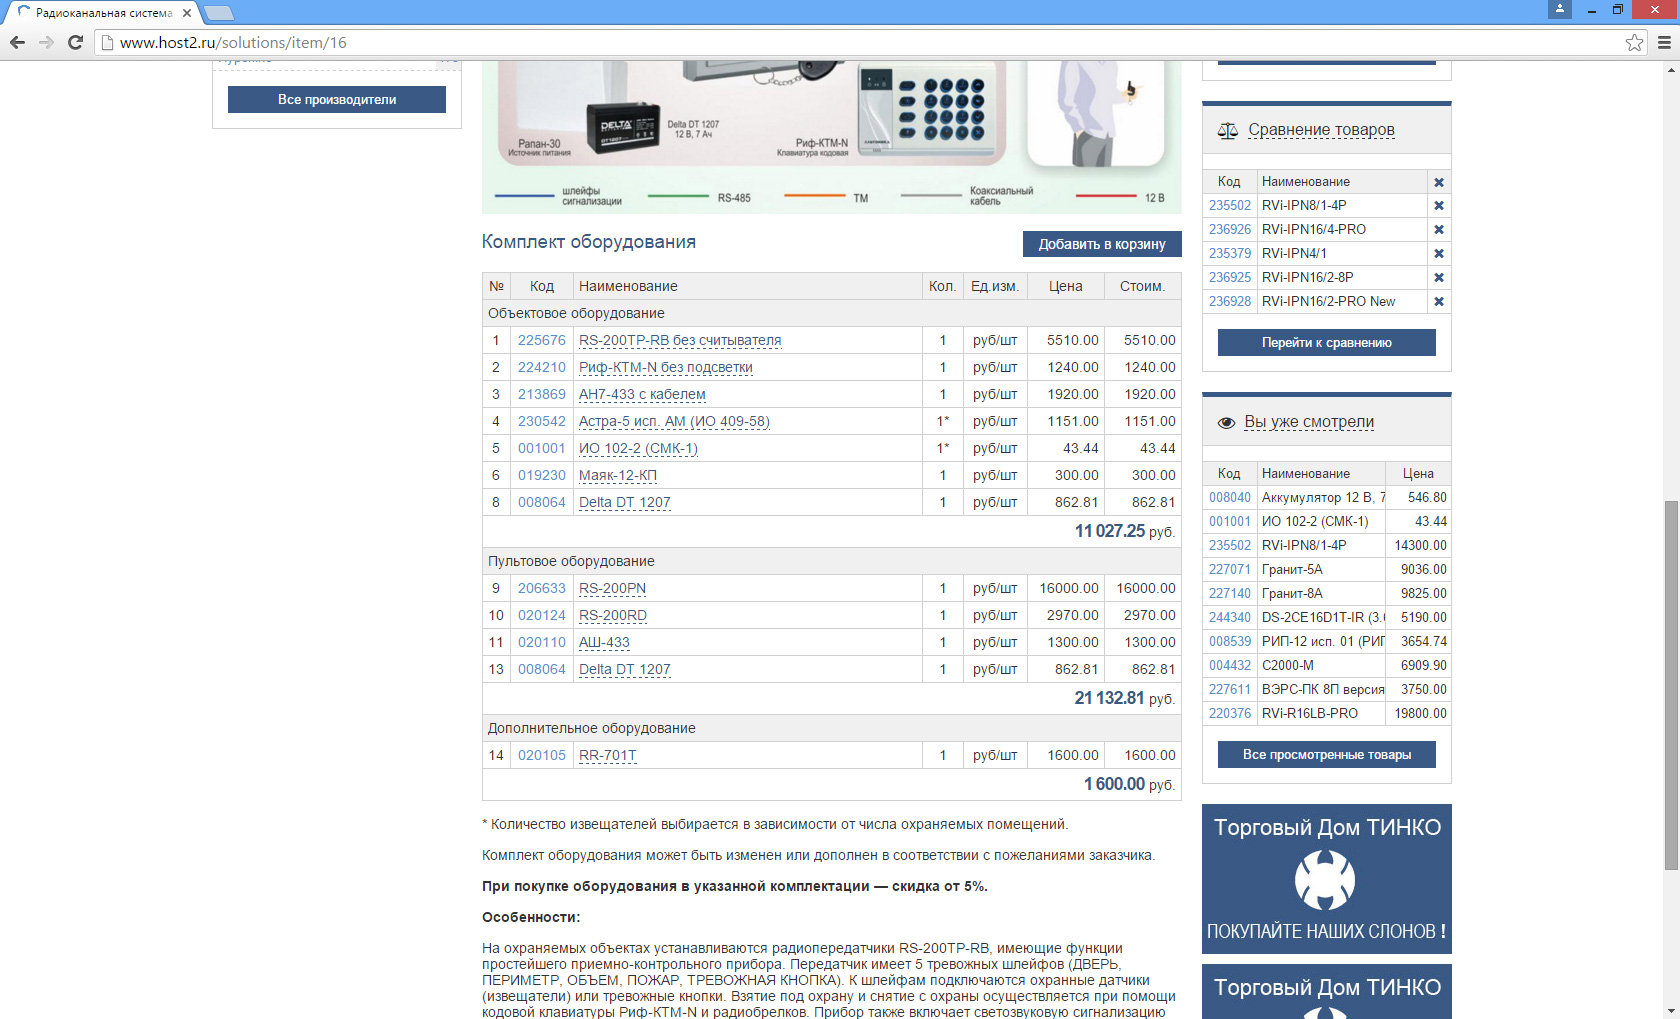 Радиоканальная система
www.host2.ru/solutions/item/16
Все производители
DELTA
DT 1207
Delta DT 1207
12 В, 7 Ач
Рапан-30
Источник питания
Риф-КТМ-N
Клавиатура кодовая
шлейфы
сигнализации
RS-485
ТМ
Коаксиальный
кабель
12 В
Комплект оборудования
Добавить в корзину
№ Код Наименование Кол. Ед.изм. Цена Стоим.
Объектовое оборудование
1 225676 RS-200TP-RB без считывателя 1 руб/шт 5510.00 5510.00
2 224210 Риф-КТМ-N без подсветки 1 руб/шт 1240.00 1240.00
3 213869 АН7-433 с кабелем 1 руб/шт 1920.00 1920.00
4 230542 Астра-5 исп. АМ (ИО 409-58) 1* руб/шт 1151.00 1151.00
5 001001 ИО 102-2 (СМК-1) 1* руб/шт 43.44 43.44
6 019230 Маяк-12-КП 1 руб/шт 300.00 300.00
8 008064 Delta DT 1207 1 руб/шт 862.81 862.81
11 027.25 руб.
Пультовое оборудование
9 206633 RS-200PN 1 руб/шт 16000.00 16000.00
10 020124 RS-200RD 1 руб/шт 2970.00 2970.00
11 020110 АШ-433 1 руб/шт 1300.00 1300.00
13 008064 Delta DT 1207 1 руб/шт 862.81 862.81
21 132.81 руб.
Дополнительное оборудование
14 020105 RR-701T 1 руб/шт 1600.00 1600.00
1 600.00 руб.
* Количество извещателей выбирается в зависимости от числа охраняемых помещений.
Комплект оборудования может быть изменен или дополнен в соответствии с пожеланиями заказчика.
При покупке оборудования в указанной комплектации — скидка от 5%.
Особенности:
На охраняемых объектах устанавливаются радиопередатчики RS-200TP-RB, имеющие функции
простейшего приемно-контрольного прибора. Передатчик имеет 5 тревожных шлейфов (ДВЕРЬ,
ПЕРИМЕТР, ОБЪЕМ, ПОЖАР, ТРЕВОЖНАЯ КНОПКА). К шлейфам подключаются охранные датчики
(извещатели) или тревожные кнопки. Взятие под охрану и снятие с охраны осуществляется при помощи
кодовой клавиатуры Риф-КТМ-N и радиобрелков. Прибор также включает светозвуковую сигнализацию
Сравнение товаров
Код Наименование
235502 RVi-IPN8/1-4P
236926 RVi-IPN16/4-PRO
235379 RVi-IPN4/1
236925 RVi-IPN16/2-8P
236928 RVi-IPN16/2-PRO New
Перейти к сравнению
Вы уже смотрели
Код Наименование Цена
008040 Аккумулятор 12 В, 7 546.80
001001 ИО 102-2 (СМК-1) 43.44
235502 RVi-IPN8/1-4P 14300.00
227071 Гранит-5А 9036.00
227140 Гранит-8А 9825.00
244340 DS-2CE16D1T-IR (3. 5190.00
008539 РИП-12 исп. 01 (РИП 3654.74
004432 С2000-М 6909.90
227611 ВЭРС-ПК 8П версия 3750.00
220376 RVi-R16LB-PRO 19800.00
Все просмотренные товары
Торговый Дом ТИНКО
ПОКУПАЙТЕ НАШИХ СЛОНОВ !
Торговый Дом ТИНКО